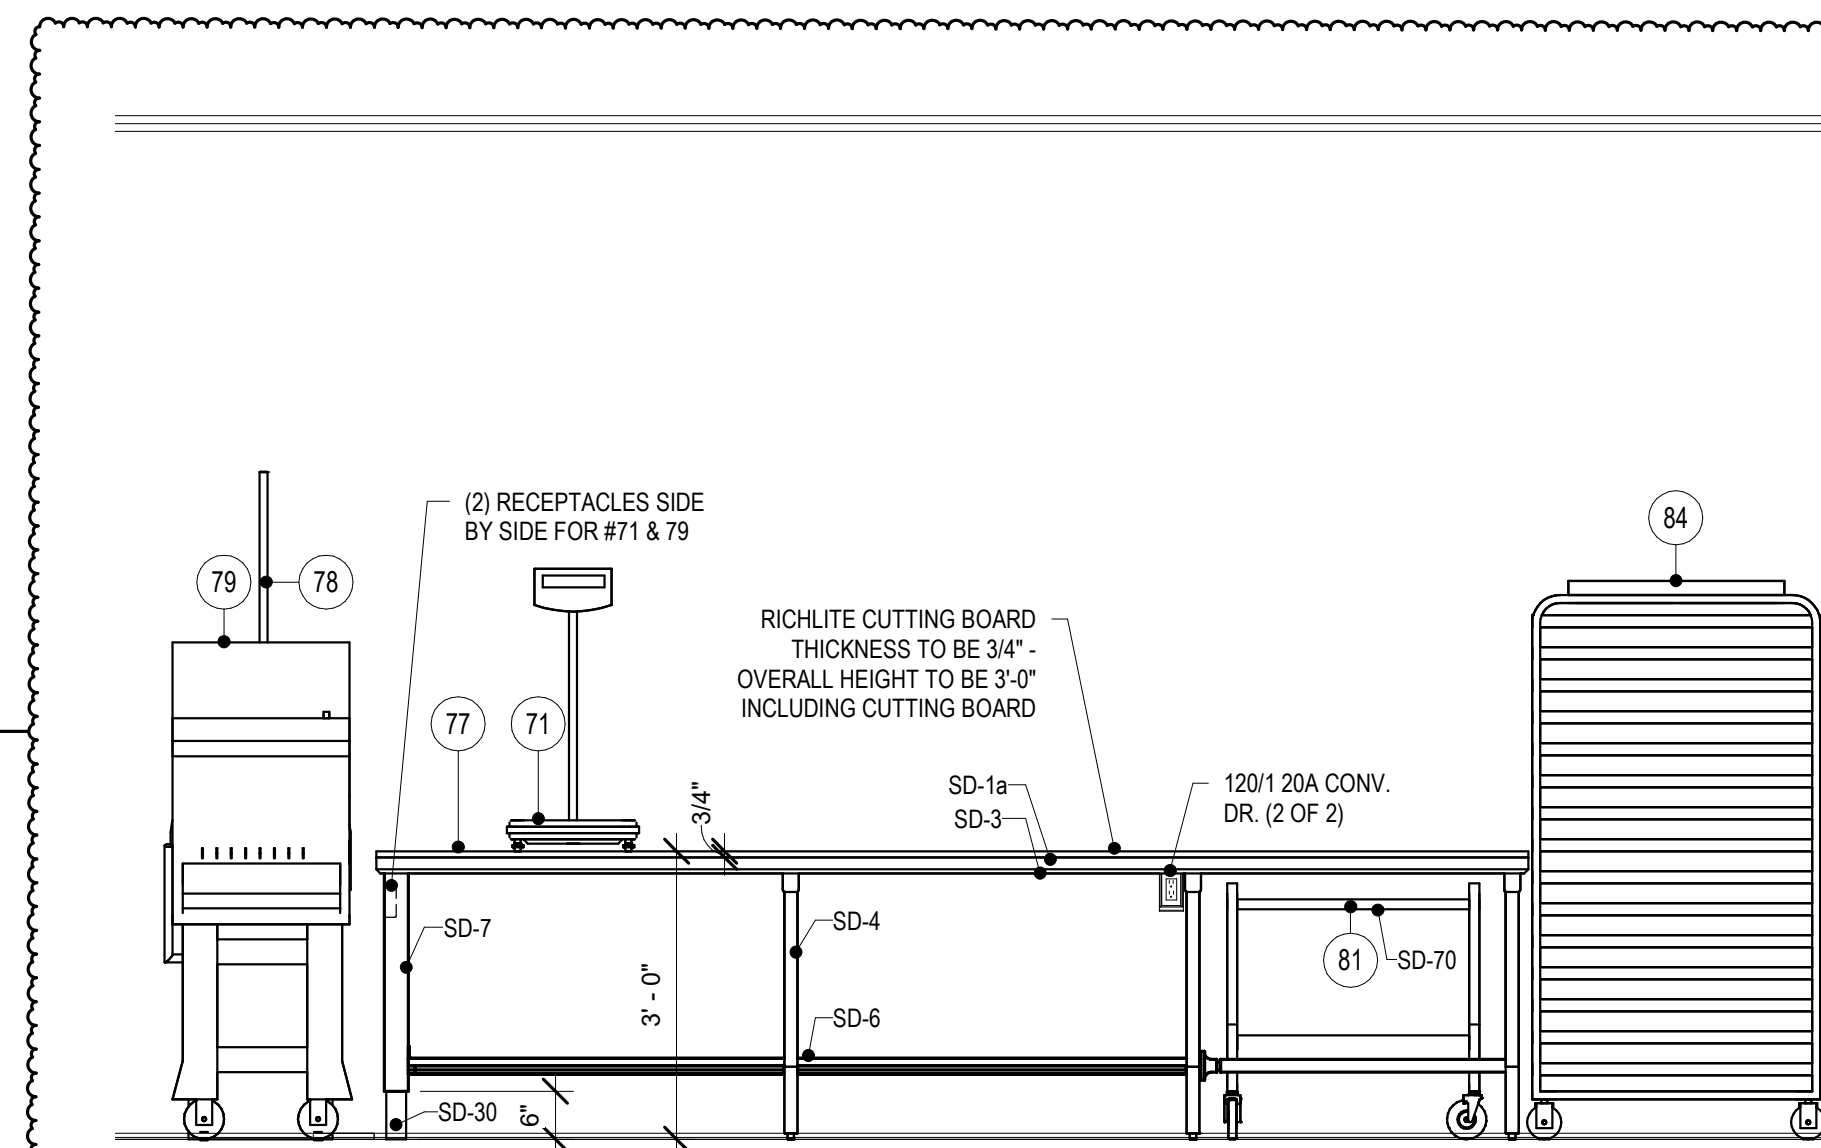 (2) RECEPTACLES SIDE
BY SIDE FOR #71 & 79
84
79
78
RICHLITE CUTTING BOARD
THICKNESS TO BE 3/4" -
OVERALL HEIGHT TO BE 3'-0"
INCLUDING CUTTING BOARD
77
71
3/4"
SD-1a
SD-3
120/1 20A CONV.
DR. (2 OF 2)
SD-7
SD-4
81
SD-70
3' - 0"
SD-6
SD-30
6"